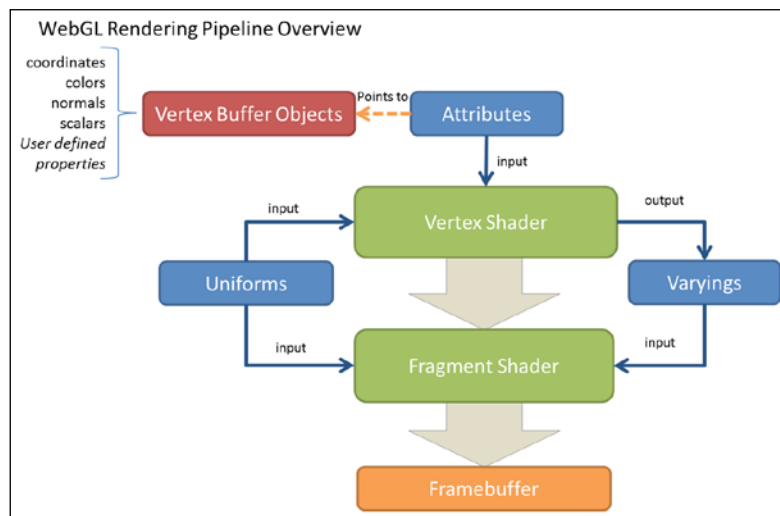 WebGL Rendering Pipeline Overview
coordinates
colors
normals
scalars
User defined
properties
Vertex Buffer Objects
Points to
Attributes
input
input
Vertex Shader
output
Uniforms
Varyings
input
Fragment Shader
input
Framebuffer